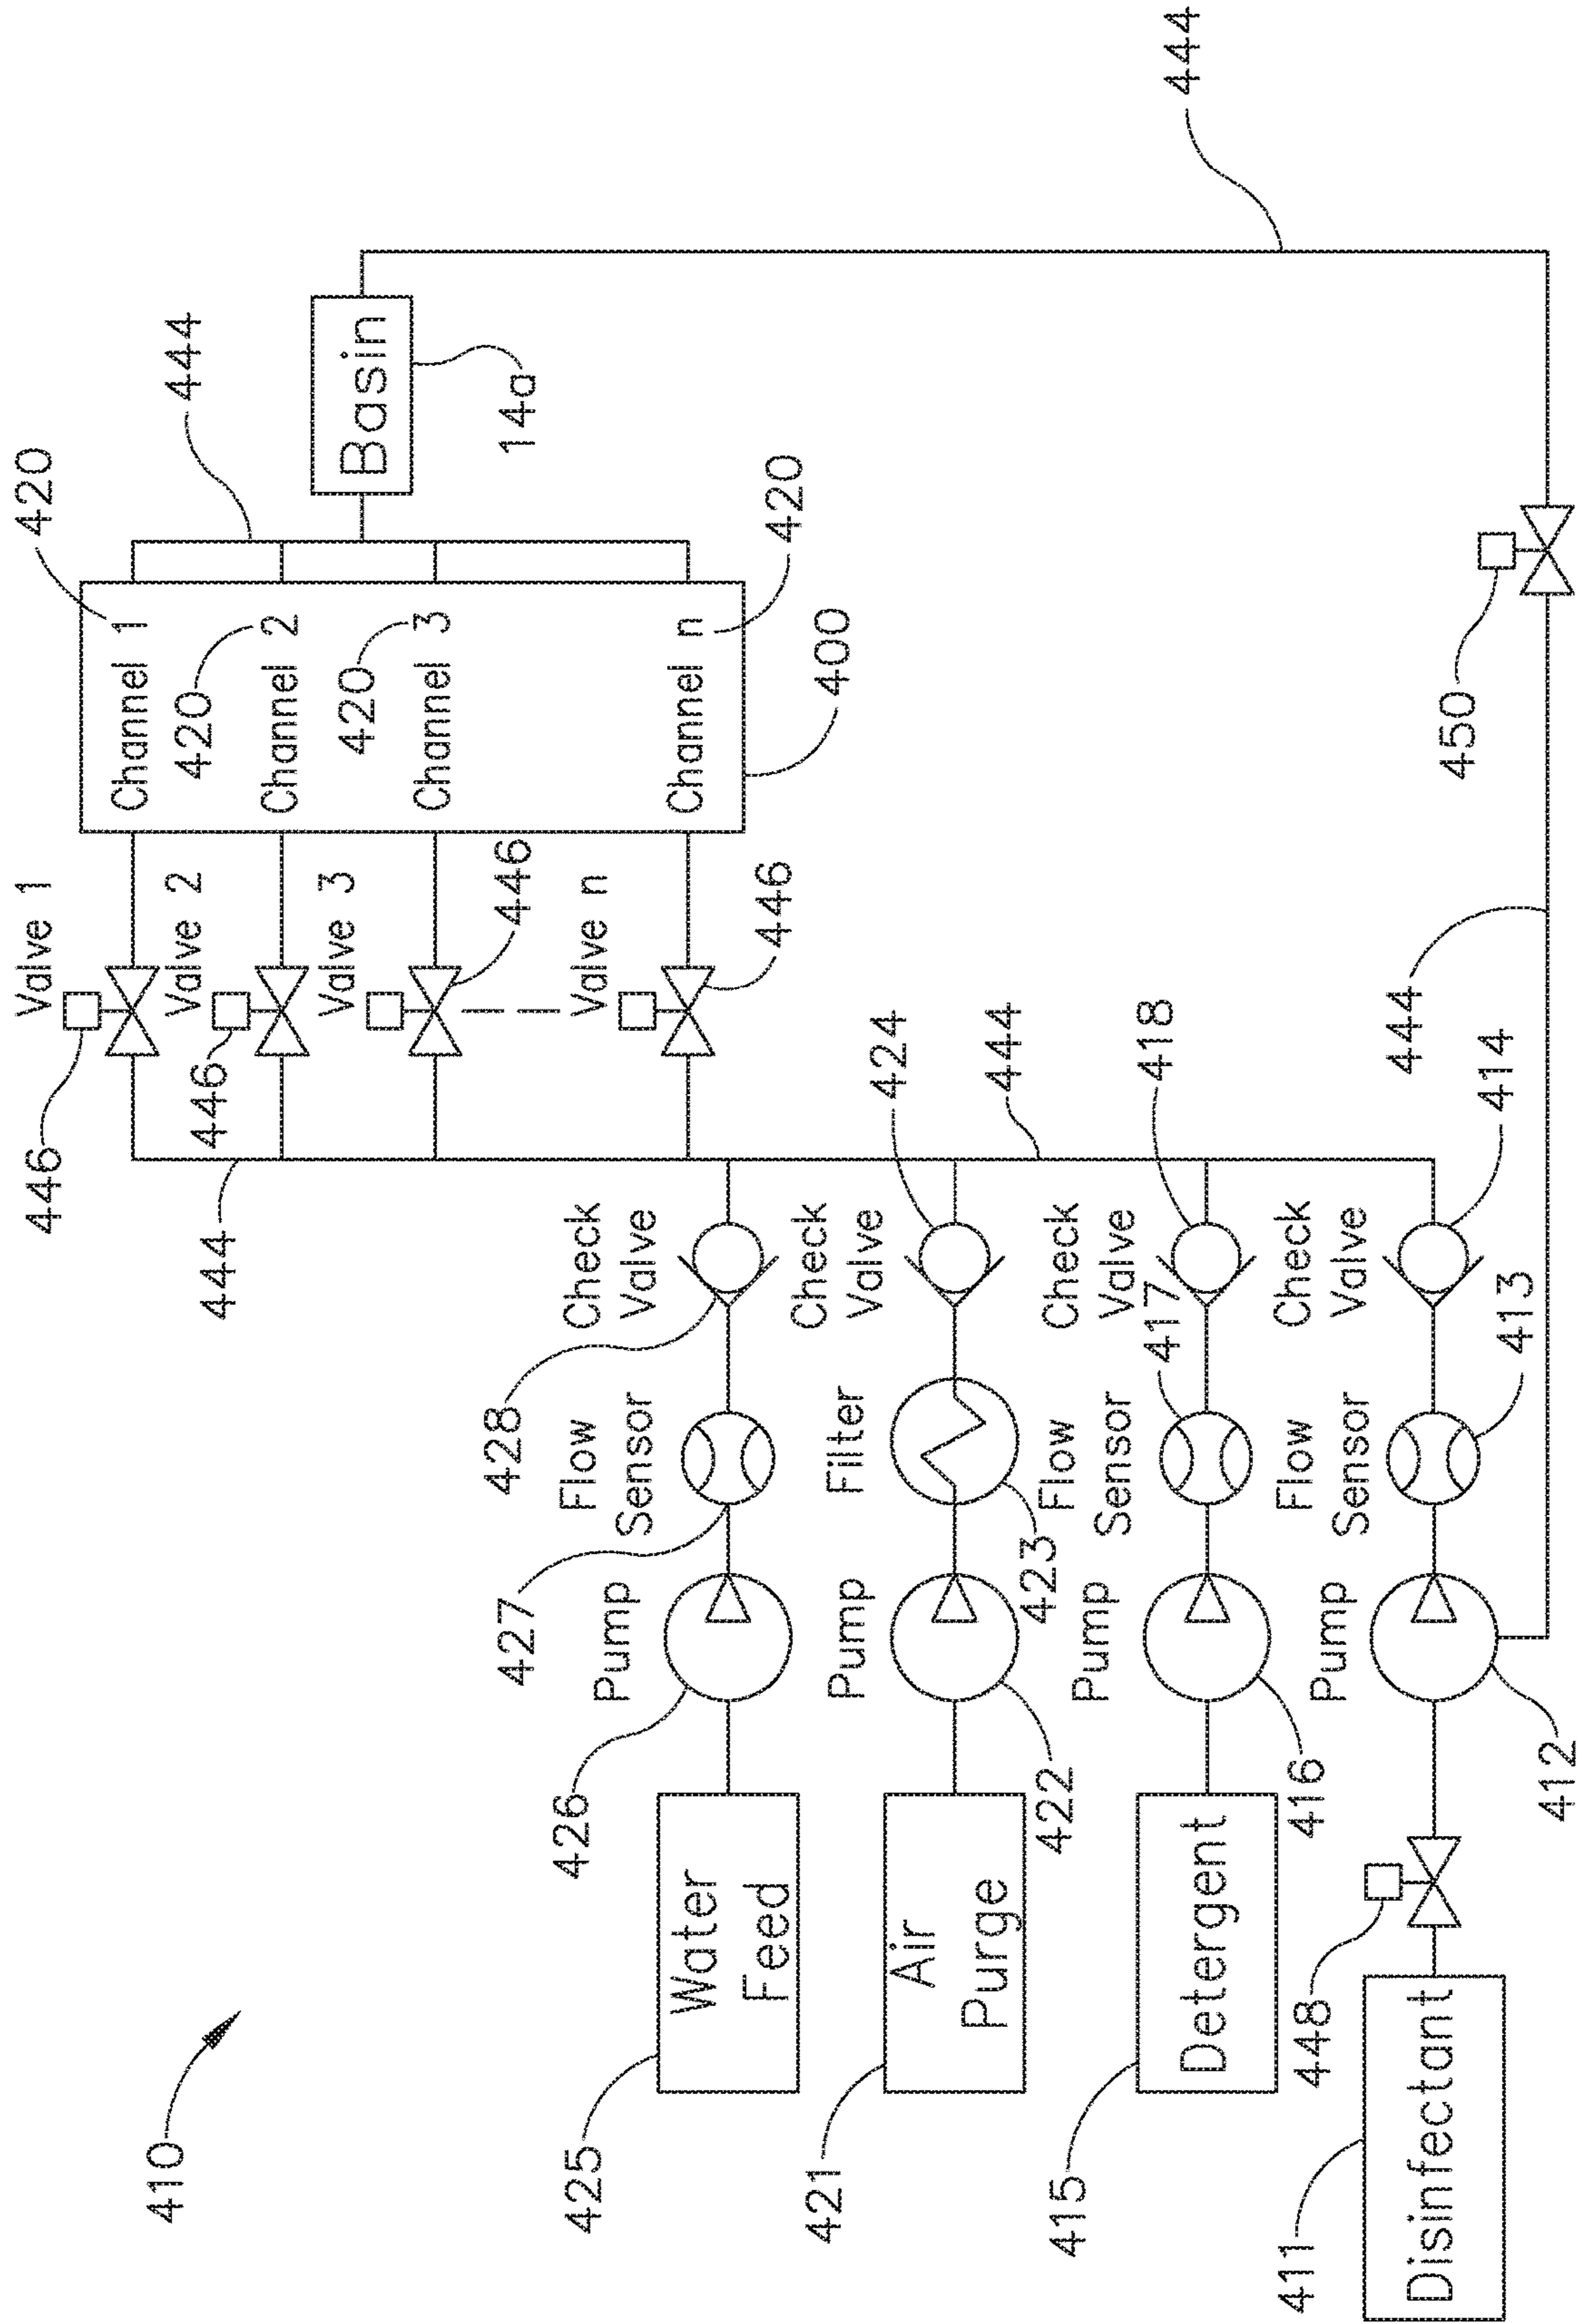 410
446
Valve 1
420
444
446
Valve 2
Channel 1
420
444
Valve 3
Channel 2
420
446
Channel 3
Valve n
446
Channel n
420
400
Basin
14a
444
425
Water
Feed
426
Pump
427
Flow
Sensor
428
Check
Valve
421
Air
Purge
422
Pump
423
Filter
Check
Valve
424
444
415
Detergent
416
Pump
Flow
Sensor
417
Check
Valve
418
411
Disinfectant
448
412
Pump
Flow
Sensor
413
Check
Valve
414
444
450
444